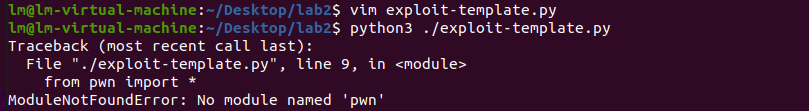 lm@lm-virtual-machine:~/Desktop/lab2$ vim exploit-template.py
lm@lm-virtual-machine:~/Desktop/lab2$ python3 ./exploit-template.py
Traceback (most recent call last):
  File "./exploit-template.py", line 9, in <module>
    from pwn import *
ModuleNotFoundError: No module named 'pwn'